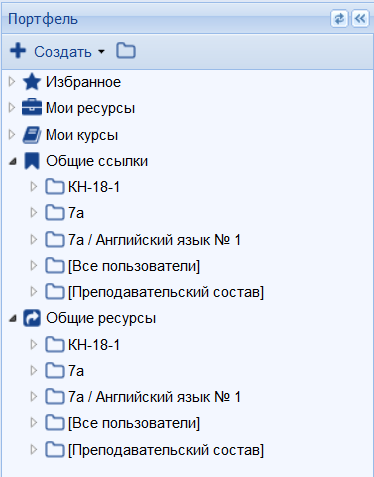 Портфель
Создать
Избранное
Мои ресурсы
Мои курсы
Общие ссылки
КН-18-1
7а
7а / Английский язык № 1
[Все пользователи]
[Преподавательский состав]
Общие ресурсы
КН-18-1
7а
7а / Английский язык № 1
[Все пользователи]
[Преподавательский состав]